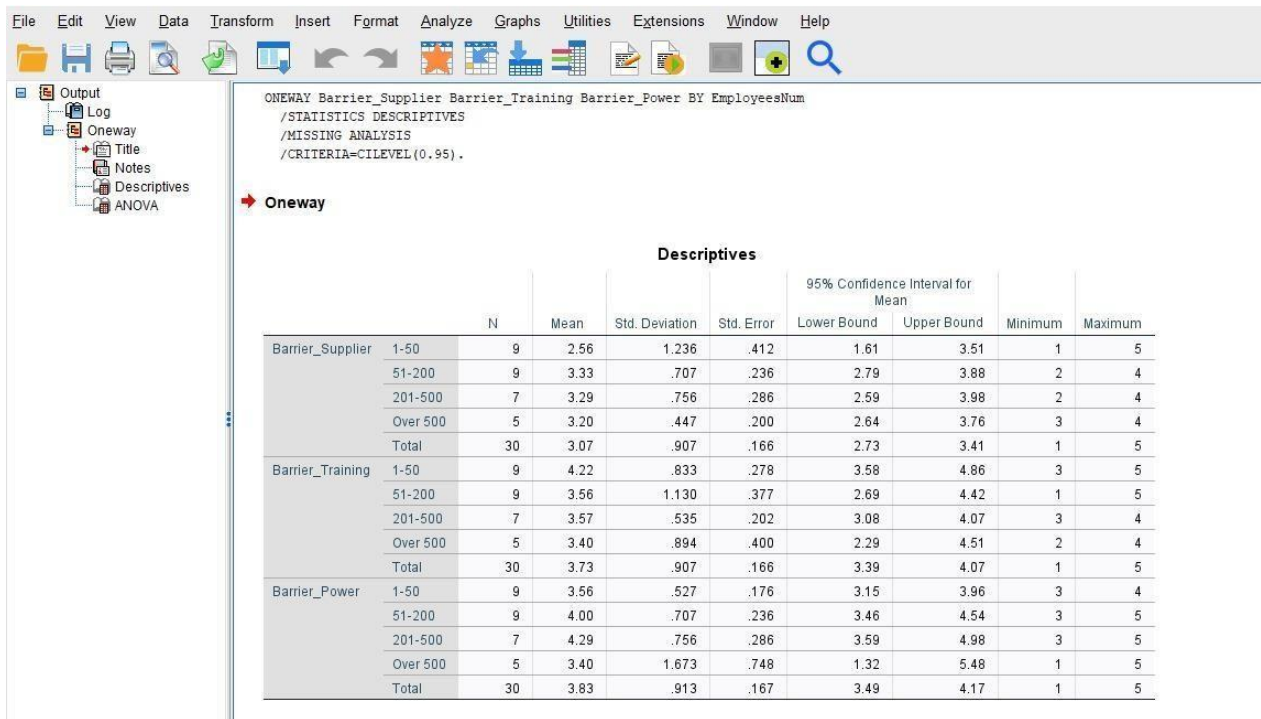 File Edit View Data Transform Insert Format Analyze Graphs Utilities Extensions Window Help
Output
Log
Oneway
Title
Notes
Descriptives
ANOVA
ONEWAY Barrier_Supplier Barrier_Training Barrier_Power BY EmployeesNum
/STATISTICS DESCRIPTIVES
/MISSING ANALYSIS
/CRITERIA=CILEVEL(0.95).
Oneway
Descriptives
95% Confidence Interval for
Mean
N Mean Std. Deviation Std. Error Lower Bound Upper Bound Minimum Maximum
Barrier_Supplier 1-50 9 2.56 1.236 .412 1.61 3.51 1 5
51-200 9 3.33 .707 .236 2.79 3.88 2 4
201-500 7 3.29 .756 .286 2.59 3.98 2 4
Over 500 5 3.20 .447 .200 2.64 3.76 3 4
Total 30 3.07 .907 .166 2.73 3.41 1 5
Barrier_Training 1-50 9 4.22 .833 .278 3.58 4.86 3 5
51-200 9 3.56 1.130 .377 2.69 4.42 1 5
201-500 7 3.57 .535 .202 3.08 4.07 3 4
Over 500 5 3.40 .894 .400 2.29 4.51 2 4
Total 30 3.73 .907 .166 3.39 4.07 1 5
Barrier_Power 1-50 9 3.56 .527 .176 3.15 3.96 3 4
51-200 9 4.00 .707 .236 3.46 4.54 3 5
201-500 7 4.29 .756 .286 3.59 4.98 3 5
Over 500 5 3.40 1.673 .748 1.32 5.48 1 5
Total 30 3.83 .913 .167 3.49 4.17 1 5